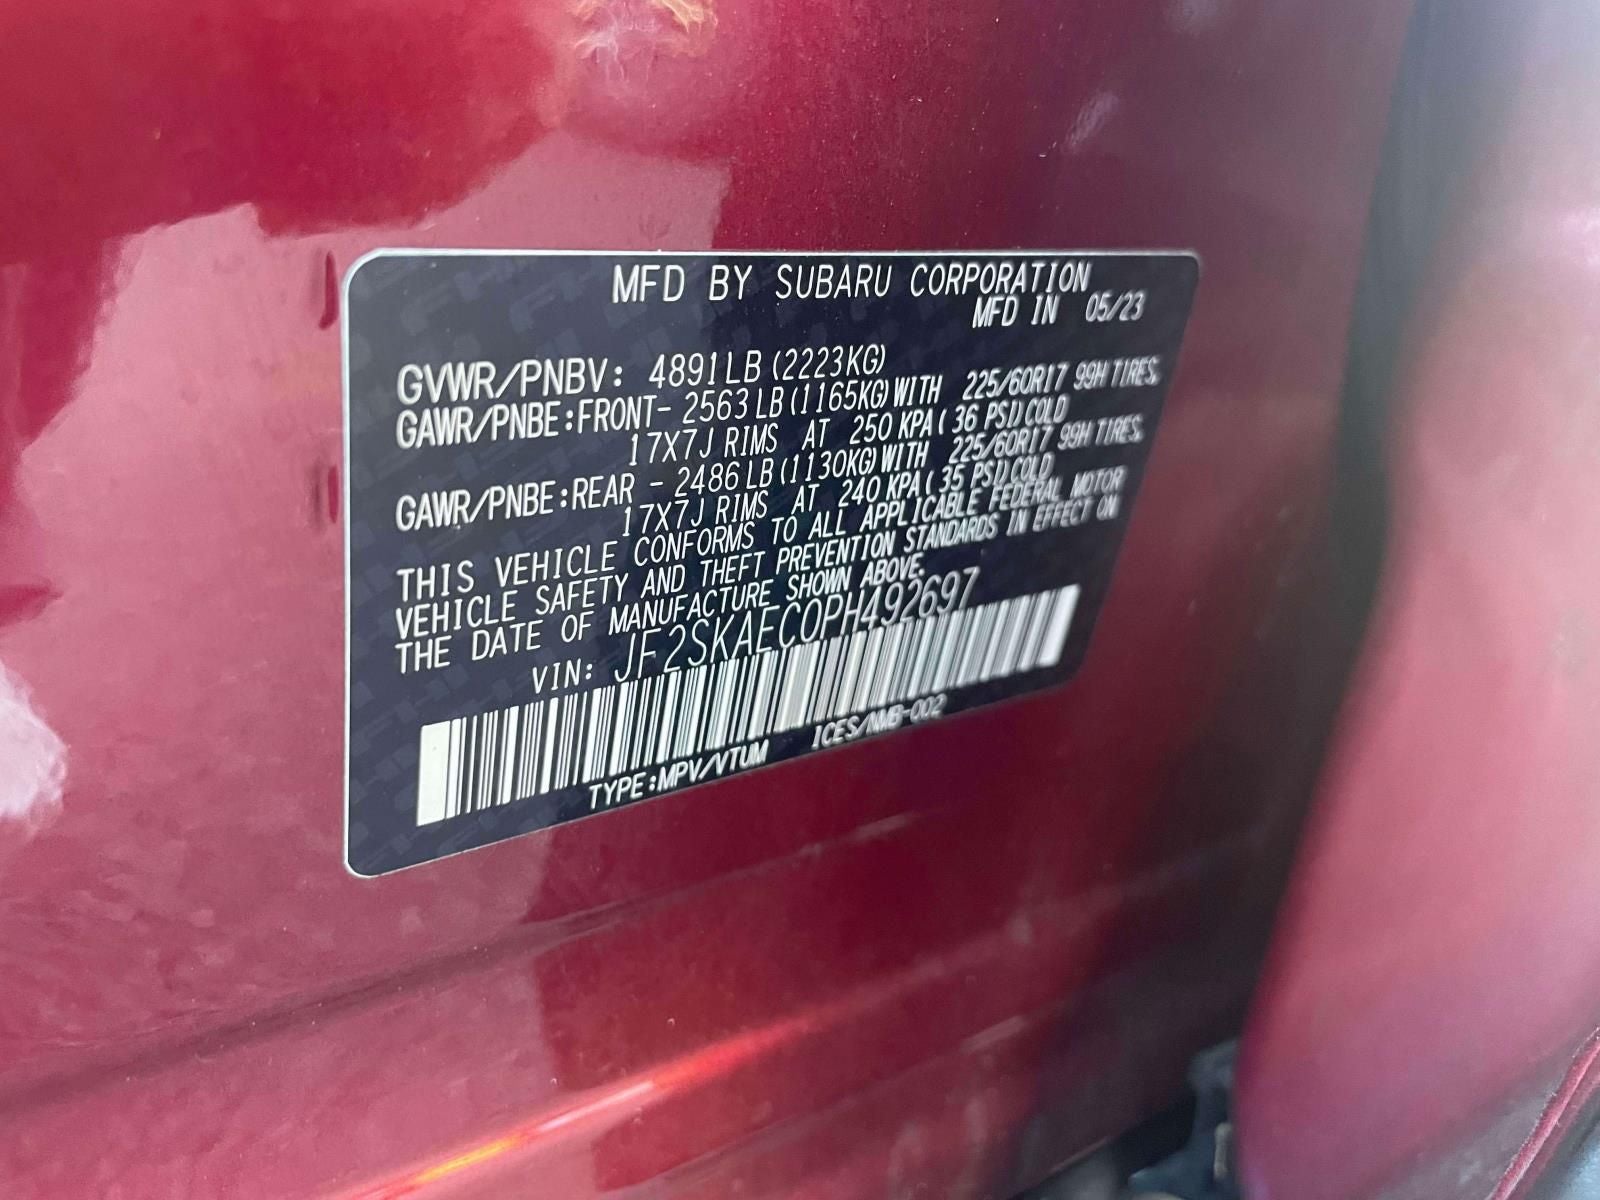 MFD BY SUBARU CORPORATION
MFD IN 05/23
GVWR/PNBV: 4891LB(2223KG)
GAWR/PNBE:FRONT- 2563LB(1165KG)WITH 225/60R17 99H TIRES,
17X7J RIMS AT 250 KPA( 36 PSI)COLD
GAWR/PNBE:REAR - 2486LB(1130KG)WITH 225/60R17 99H TIRES,
17X7J RIMS AT 240 KPA( 35 PSI)COLD
THIS VEHICLE CONFORMS TO ALL APPLICABLE FEDERAL MOTOR
VEHICLE SAFETY AND THEFT PREVENTION STANDARDS IN EFFECT ON
THE DATE OF MANUFACTURE SHOWN ABOVE.
VIN: JF2SKAEC0PH492697
TYPE:MPV/VTUM ICES/NMB-002